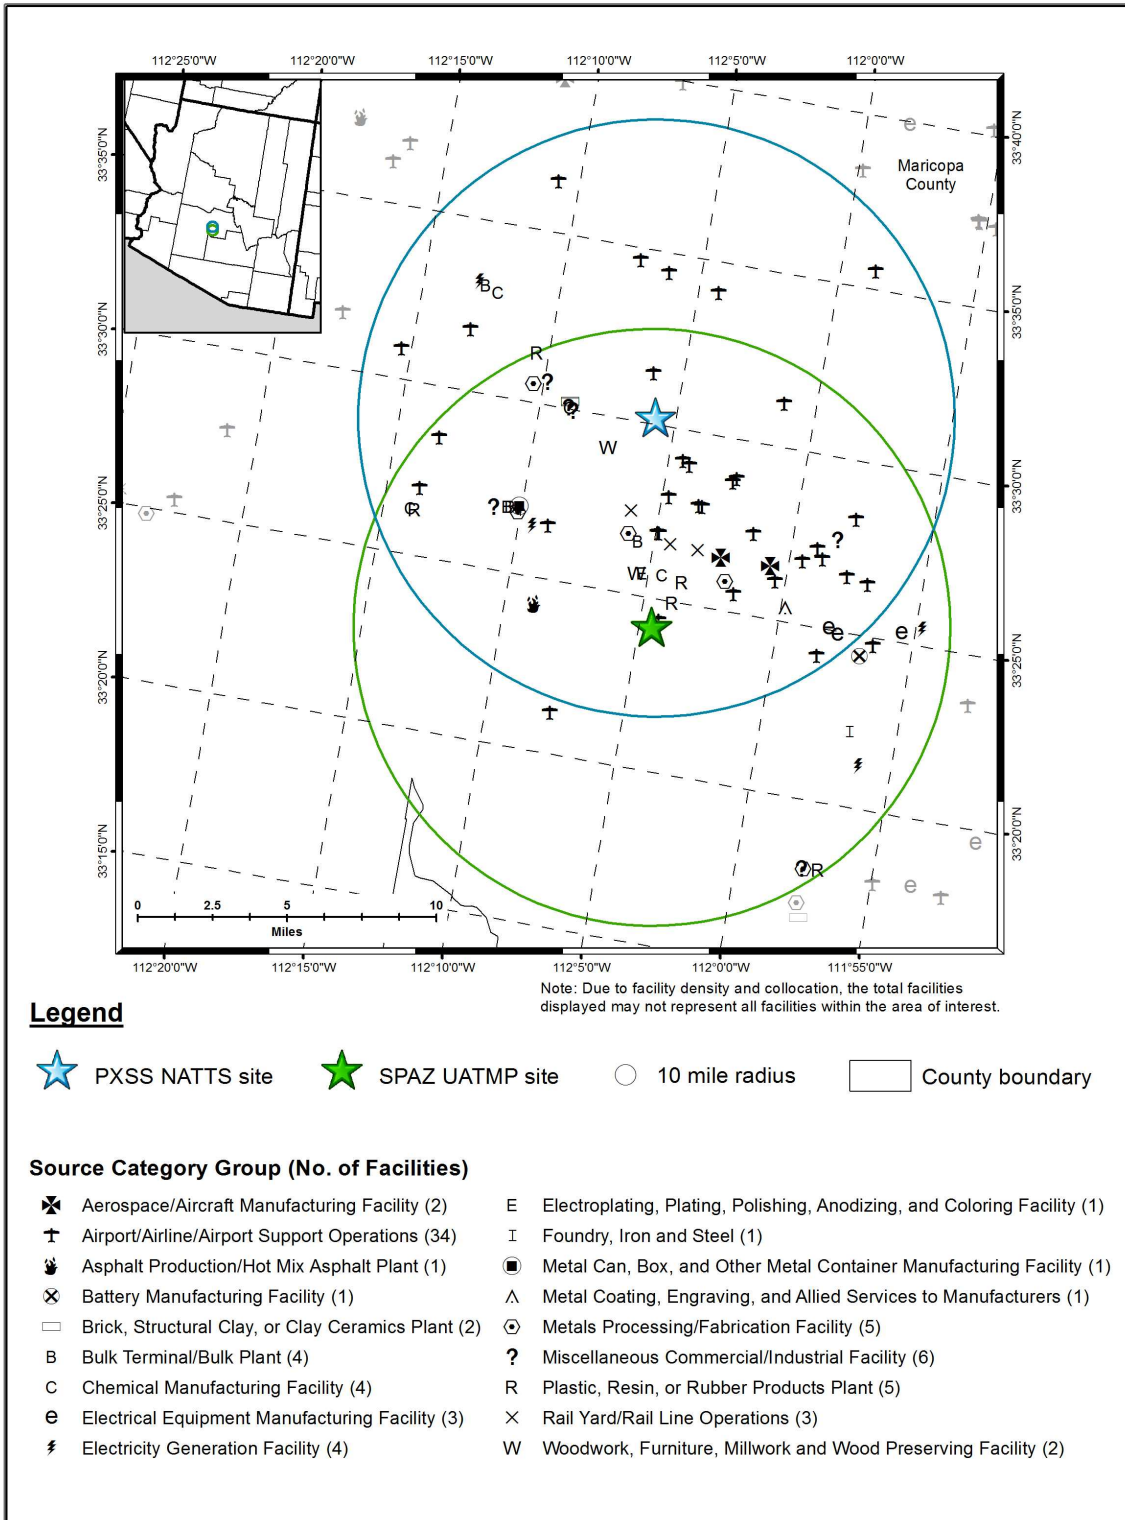 112°25'0"W
112°20'0"W
112°15'0"W
112°10'0"W
112°5'0"W
112°0'0"W
33°35'0"N
33°30'0"N
33°25'0"N
33°20'0"N
33°15'0"N
33°40'0"N
33°35'0"N
33°30'0"N
33°25'0"N
33°20'0"N
Maricopa
County
e
B
C
R
?
?
W
C
R
?
B
B
?
W
E
C
R
R
e
e
e
I
e
e
?
R
0
2.5
5
10
Miles
112°20'0"W
112°15'0"W
112°10'0"W
112°5'0"W
112°0'0"W
111°55'0"W
Note: Due to facility density and collocation, the total facilities
displayed may not represent all facilities within the area of interest.
Legend
PXSS NATTS site
SPAZ UATMP site
10 mile radius
County boundary
Source Category Group (No. of Facilities)
Aerospace/Aircraft Manufacturing Facility (2)
Airport/Airline/Airport Support Operations (34)
Asphalt Production/Hot Mix Asphalt Plant (1)
Battery Manufacturing Facility (1)
Brick, Structural Clay, or Clay Ceramics Plant (2)
B Bulk Terminal/Bulk Plant (4)
C Chemical Manufacturing Facility (4)
e Electrical Equipment Manufacturing Facility (3)
Electricity Generation Facility (4)
E Electroplating, Plating, Polishing, Anodizing, and Coloring Facility (1)
I Foundry, Iron and Steel (1)
Metal Can, Box, and Other Metal Container Manufacturing Facility (1)
Metal Coating, Engraving, and Allied Services to Manufacturers (1)
Metals Processing/Fabrication Facility (5)
? Miscellaneous Commercial/Industrial Facility (6)
R Plastic, Resin, or Rubber Products Plant (5)
Rail Yard/Rail Line Operations (3)
W Woodwork, Furniture, Millwork and Wood Preserving Facility (2)